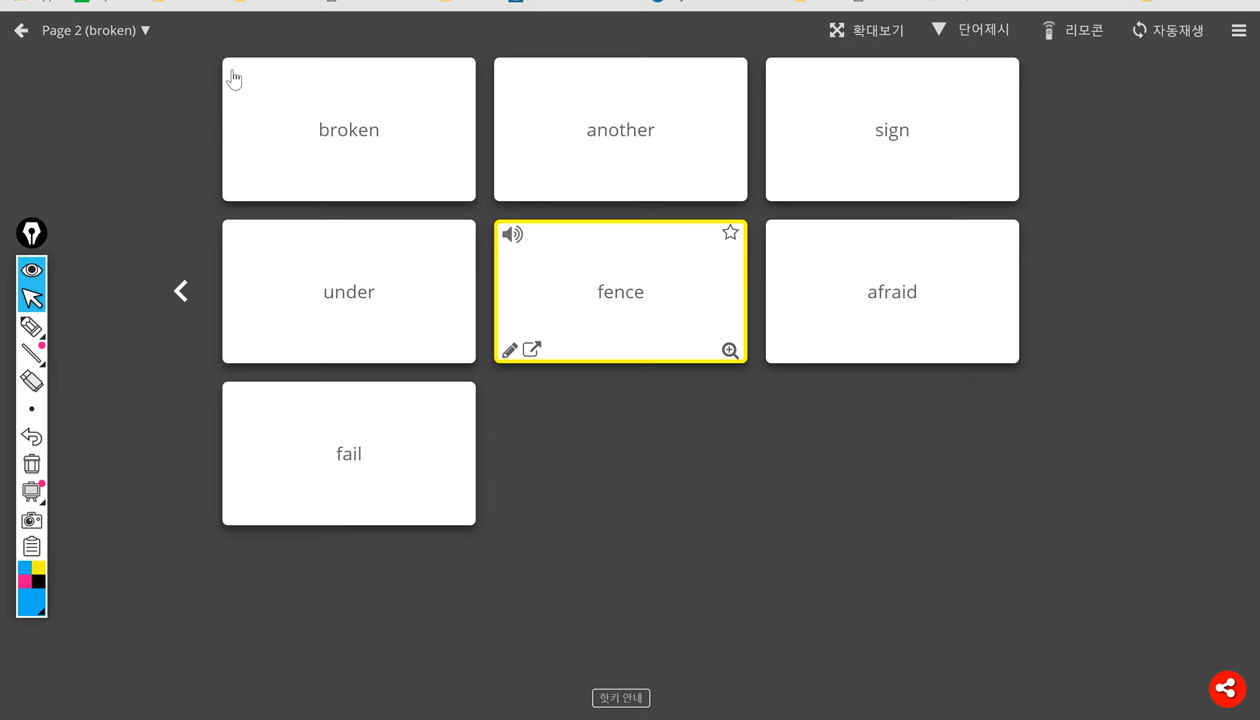 Page 2 (broken) ▼
확대보기
단어제시
리모콘
자동재생
broken
another
sign
under
fence
afraid
fail
핫키 안내